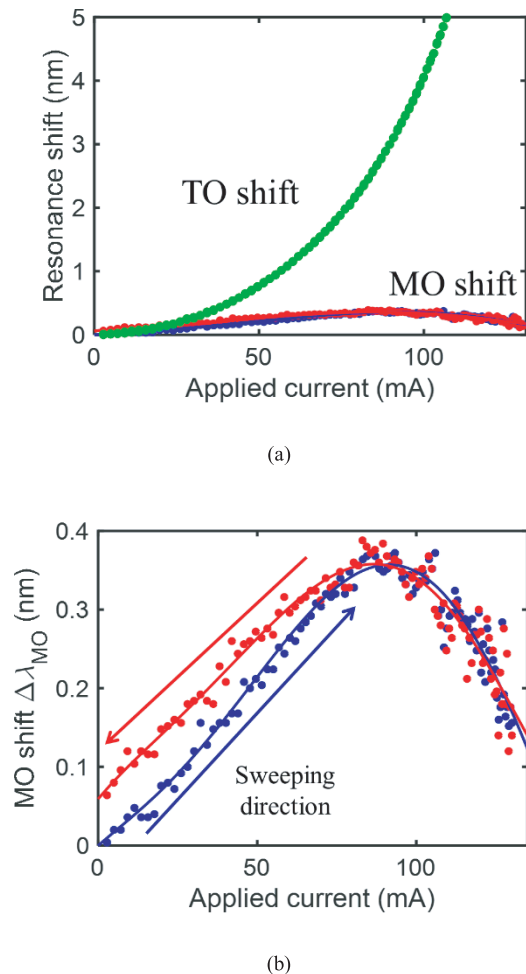 5
4
3
2
1
0
Resonance shift (nm)
TO shift
MO shift
0 50 100
Applied current (mA)
(a)
0.4
0.3
0.2
0.1
0
MO shift Δλ_MO (nm)
Sweeping
direction
0 50 100
Applied current (mA)
(b)